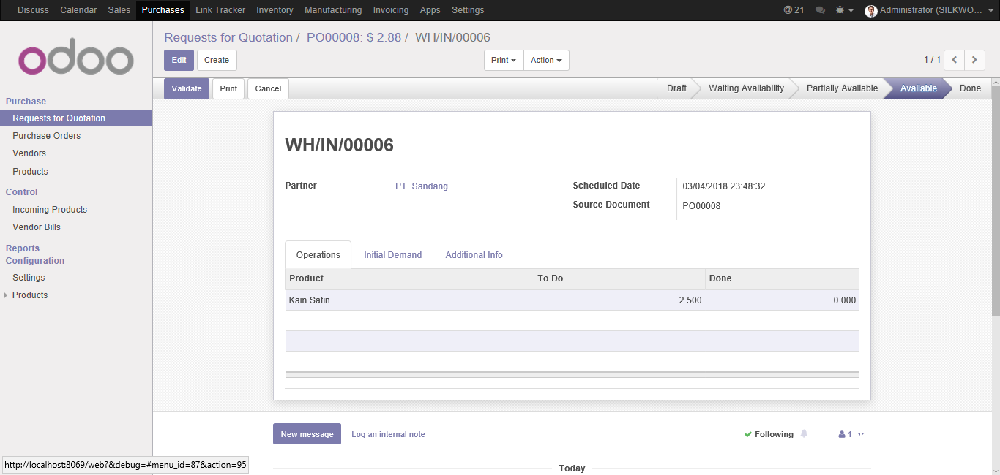 Discuss Calendar Sales Purchases Link Tracker Inventory Manufacturing Invoicing Apps Settings @ 21 Administrator (SILKWO...
odoo
Requests for Quotation / PO00008: $ 2.88 / WH/IN/00006
Edit Create Print Action 1 / 1
Validate Print Cancel Draft Waiting Availability Partially Available Available Done
Purchase
Requests for Quotation
Purchase Orders
Vendors
Products
Control
Incoming Products
Vendor Bills
Reports
Configuration
Settings
Products
WH/IN/00006
Partner PT. Sandang Scheduled Date 03/04/2018 23:48:32
Source Document PO00008
Operations Initial Demand Additional Info
Product To Do Done
Kain Satin 2.500 0.000
New message Log an internal note Following 1
Today
http://localhost:8069/web?&debug=#menu_id=87&action=95